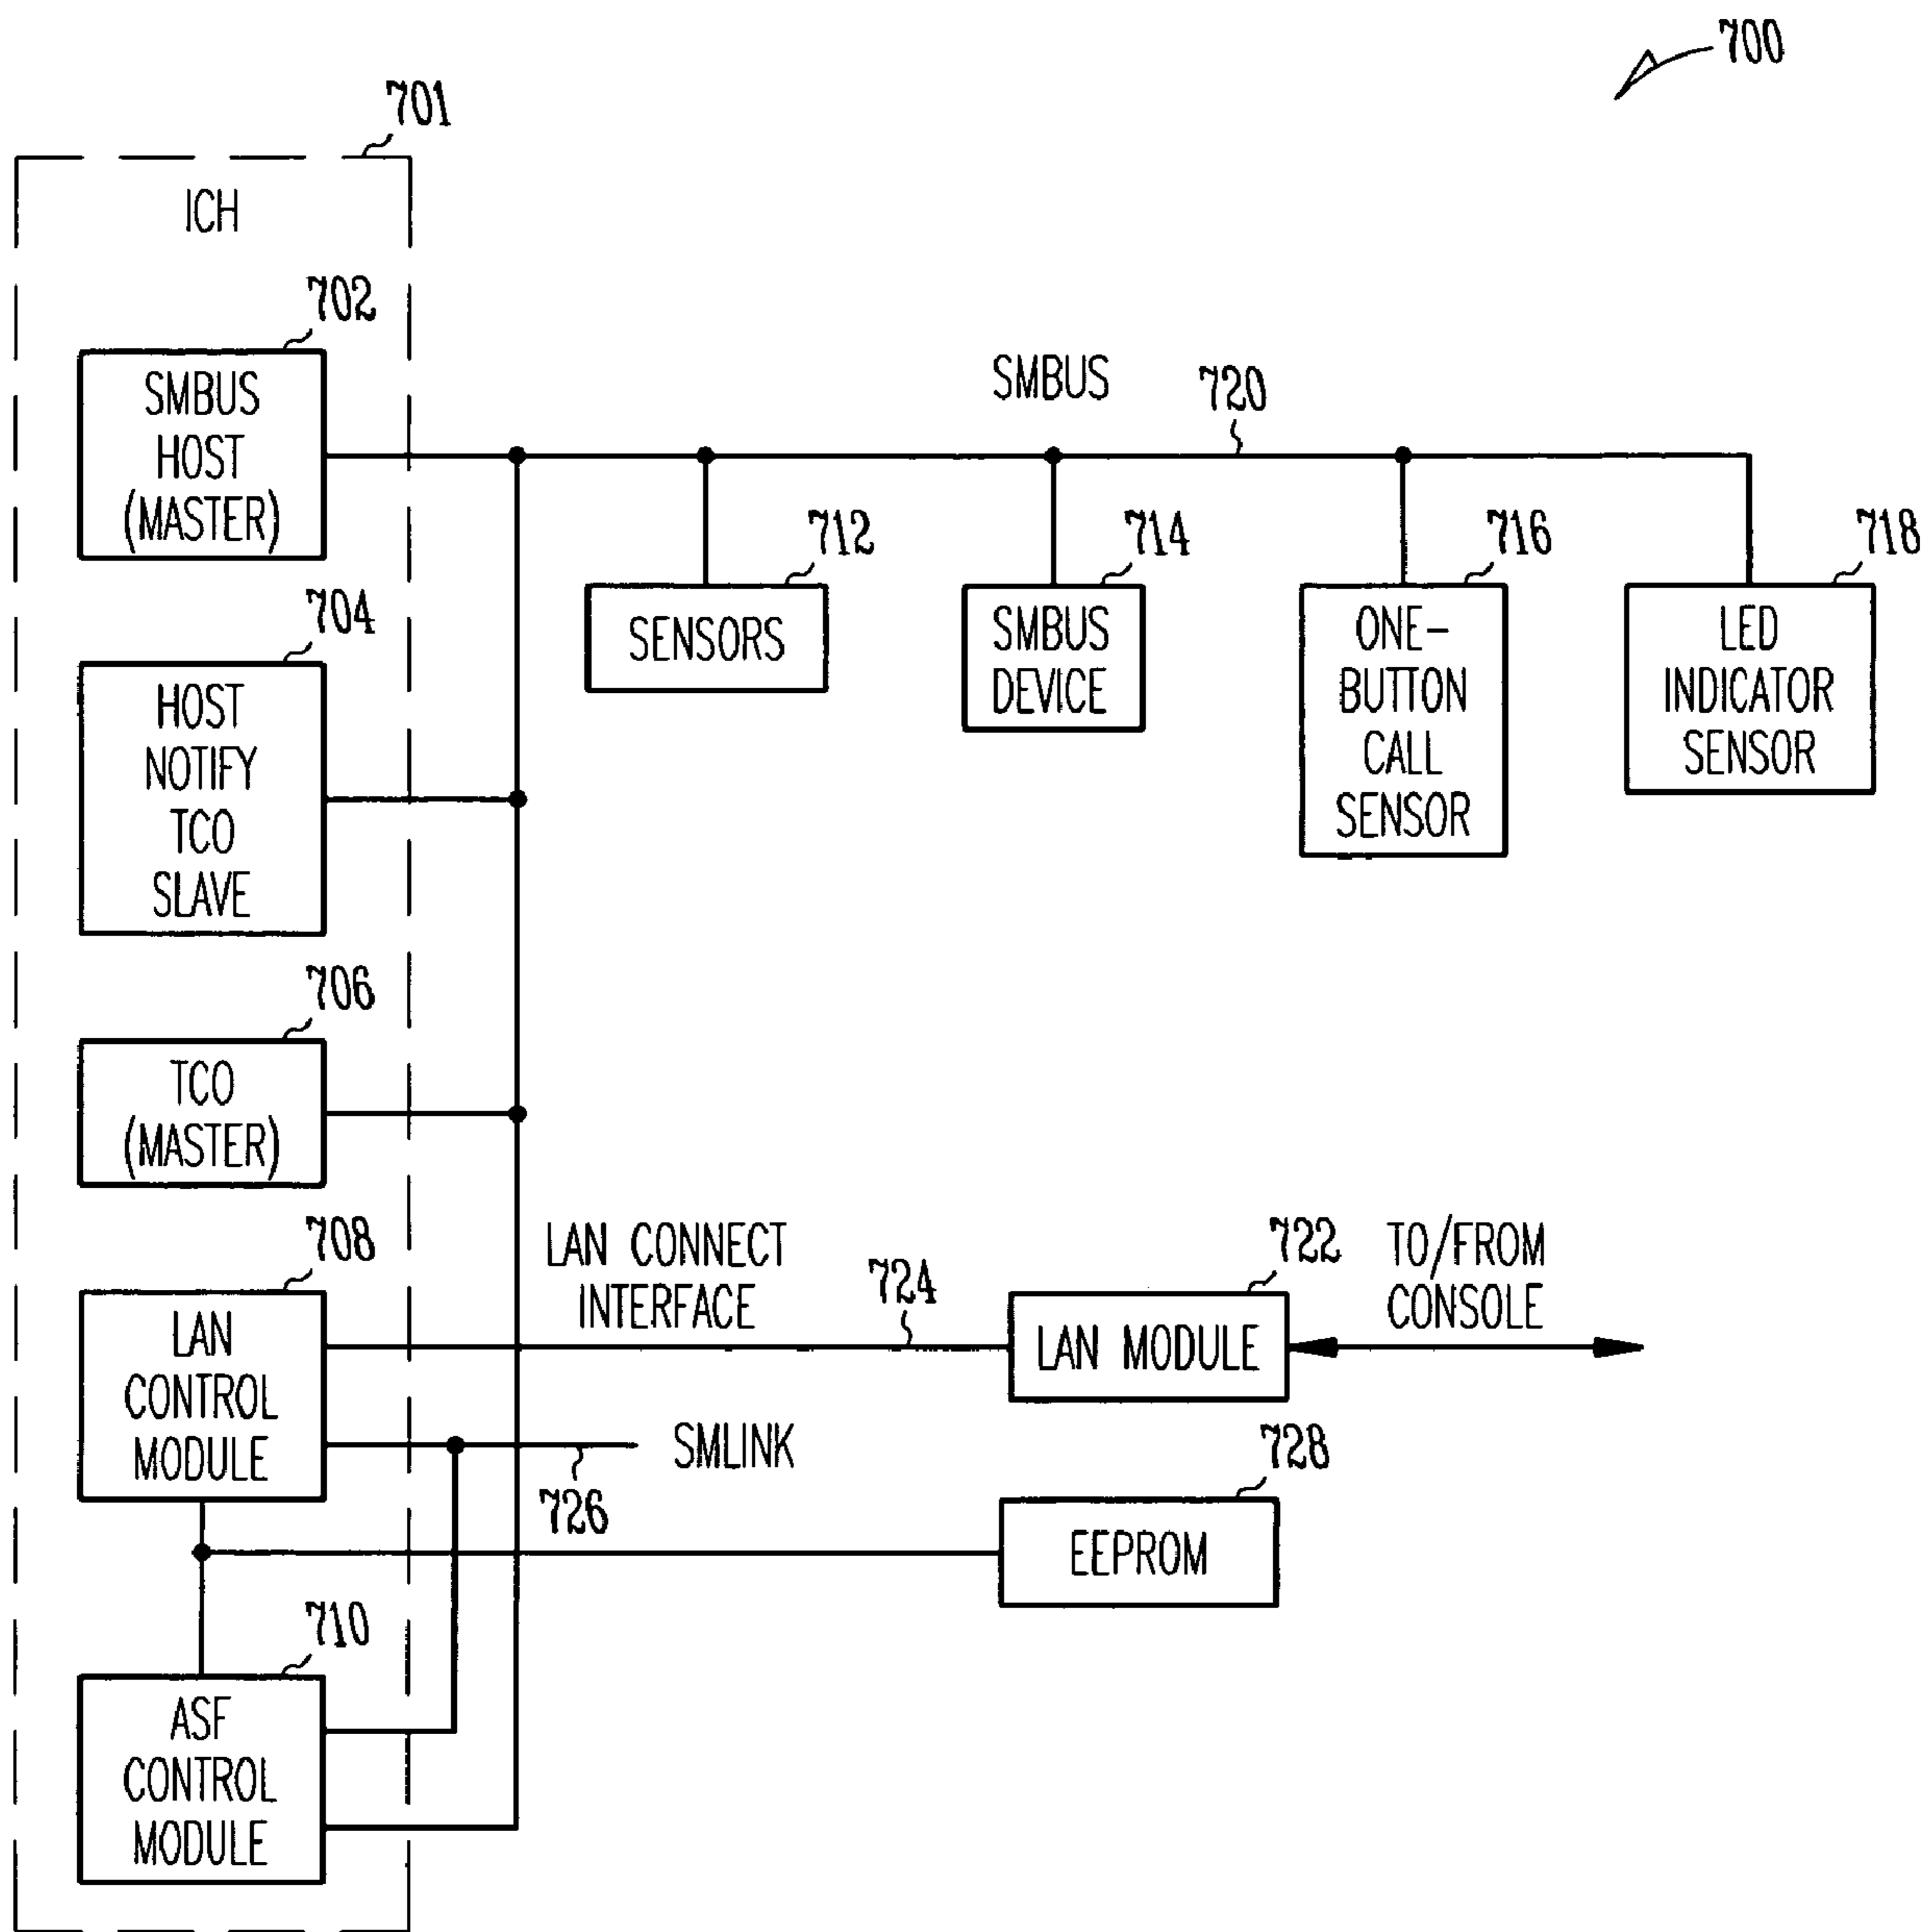 700
701
ICH
702
SMBUS
HOST
(MASTER)
SMBUS
720
712
SENSORS
714
SMBUS
DEVICE
716
ONE-
BUTTON
CALL
SENSOR
718
LED
INDICATOR
SENSOR
704
HOST
NOTIFY
TCO
SLAVE
706
TCO
(MASTER)
708
LAN
CONTROL
MODULE
LAN CONNECT
INTERFACE
724
722
LAN MODULE
TO/FROM
CONSOLE
SMLINK
726
728
EEPROM
710
ASF
CONTROL
MODULE